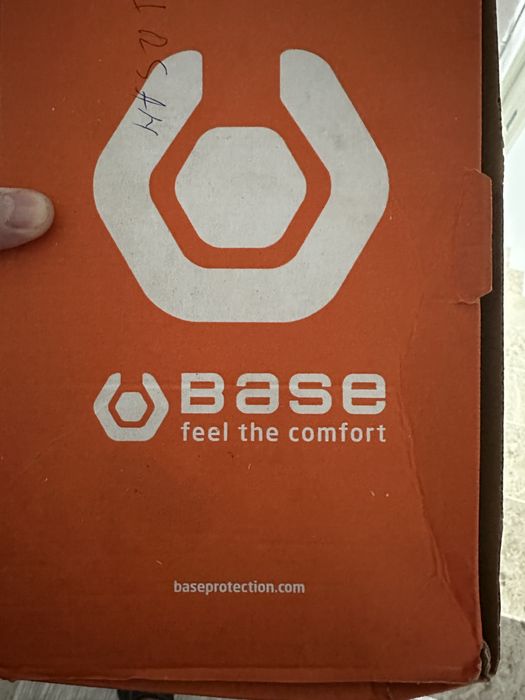 Base
feel the comfort
baseprotection.com